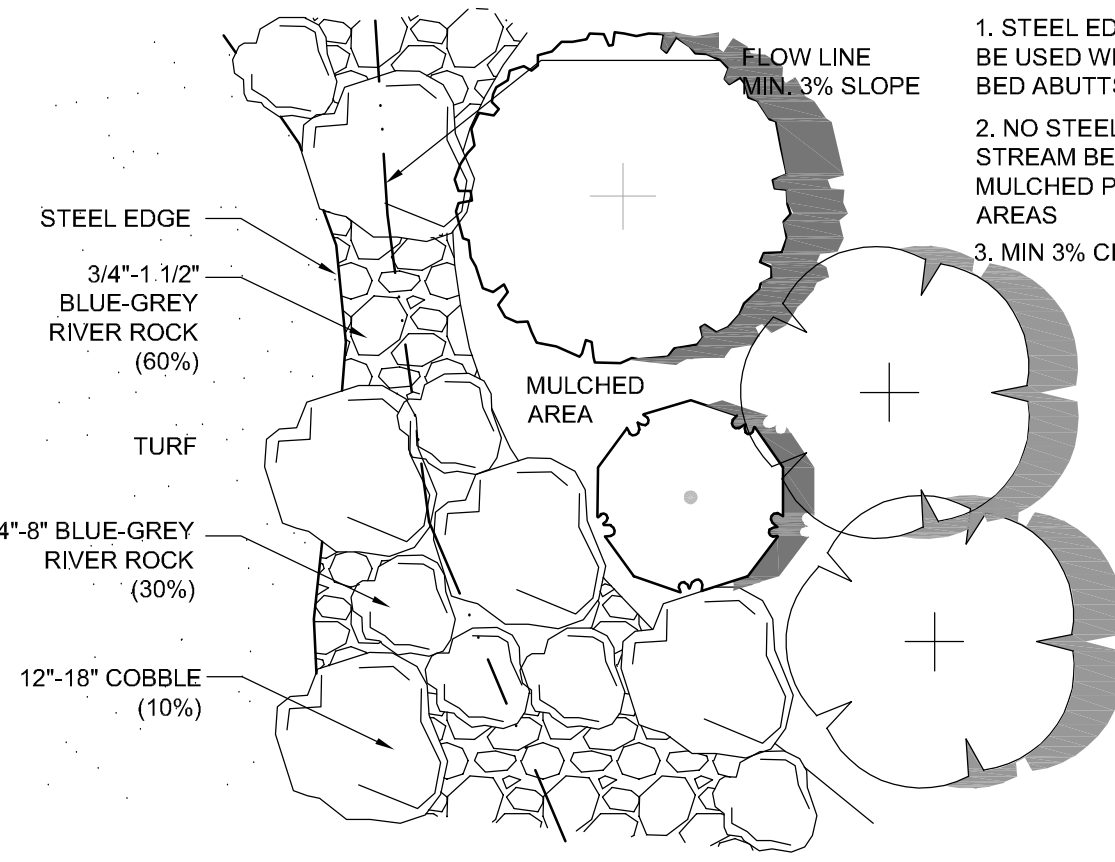 FLOW LINE
MIN. 3% SLOPE
1. STEEL ED
BE USED
BED ABUTTS
2. NO STEEL
STREAM BE
MULCHED P
AREAS
3. MIN 3%
STEEL EDGE
3/4"-1 1/2"
BLUE-GREY
RIVER ROCK
(60%)
MULCHED
AREA
TURF
4"-8" BLUE-GREY
RIVER ROCK
(30%)
12"-18" COBBLE
(10%)